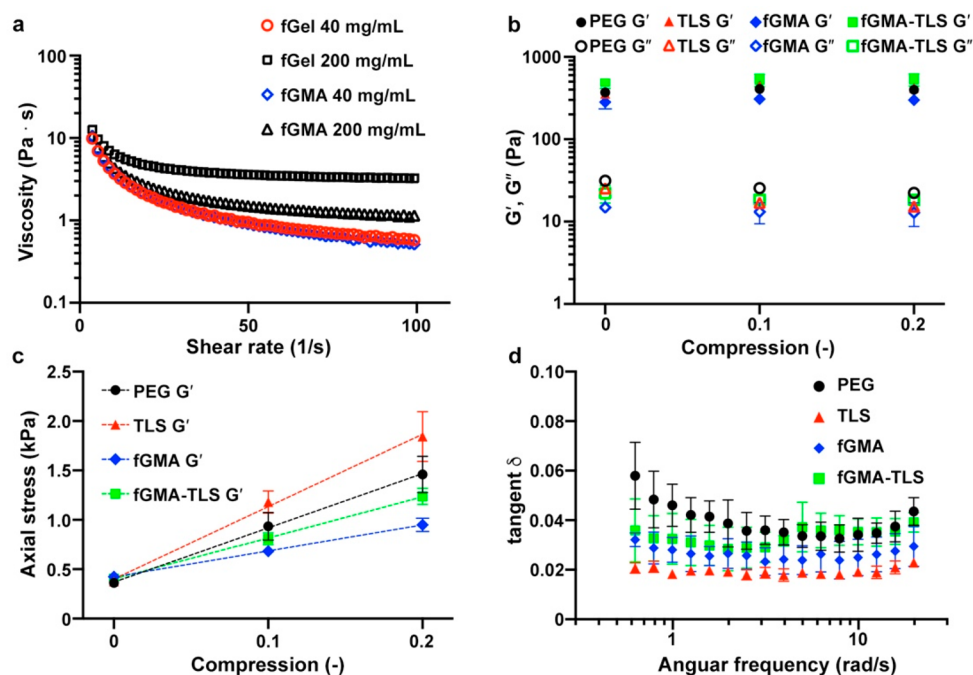 a
fGel 40 mg/mL
fGel 200 mg/mL
fGMA 40 mg/mL
fGMA 200 mg/mL
100
10
1
0.1
Viscosity (Pa · s)
0
50
100
Shear rate (1/s)
b
PEG G′ TLS G′ fGMA G′ fGMA-TLS G′
PEG G″ TLS G″ fGMA G″ fGMA-TLS G″
1000
100
10
1
G′, G″ (Pa)
0
0.1
0.2
Compression (-)
c
PEG G′
TLS G′
fGMA G′
fGMA-TLS G′
2.5
2.0
1.5
1.0
0.5
0
Axial stress (kPa)
0
0.1
0.2
Compression (-)
d
PEG
TLS
fGMA
fGMA-TLS
0.10
0.08
0.06
0.04
0.02
0
tangent δ
1
10
Anguar frequency (rad/s)